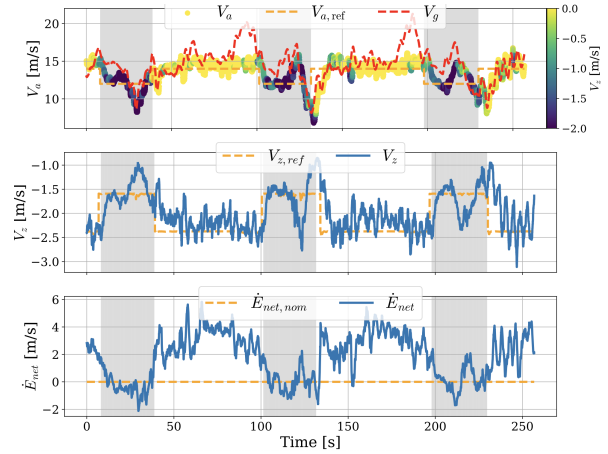 V_a V_a,ref V_g
20
15
10
V_a [m/s]
0.0
−0.5
−1.0
−1.5
−2.0
V_z [m/s]
V_z,ref V_z
−1.0
−1.5
−2.0
−2.5
−3.0
V_z [m/s]
Ė_net,nom Ė_net
6
4
2
0
−2
Ė_net [m/s]
0 50 100 150 200 250
Time [s]